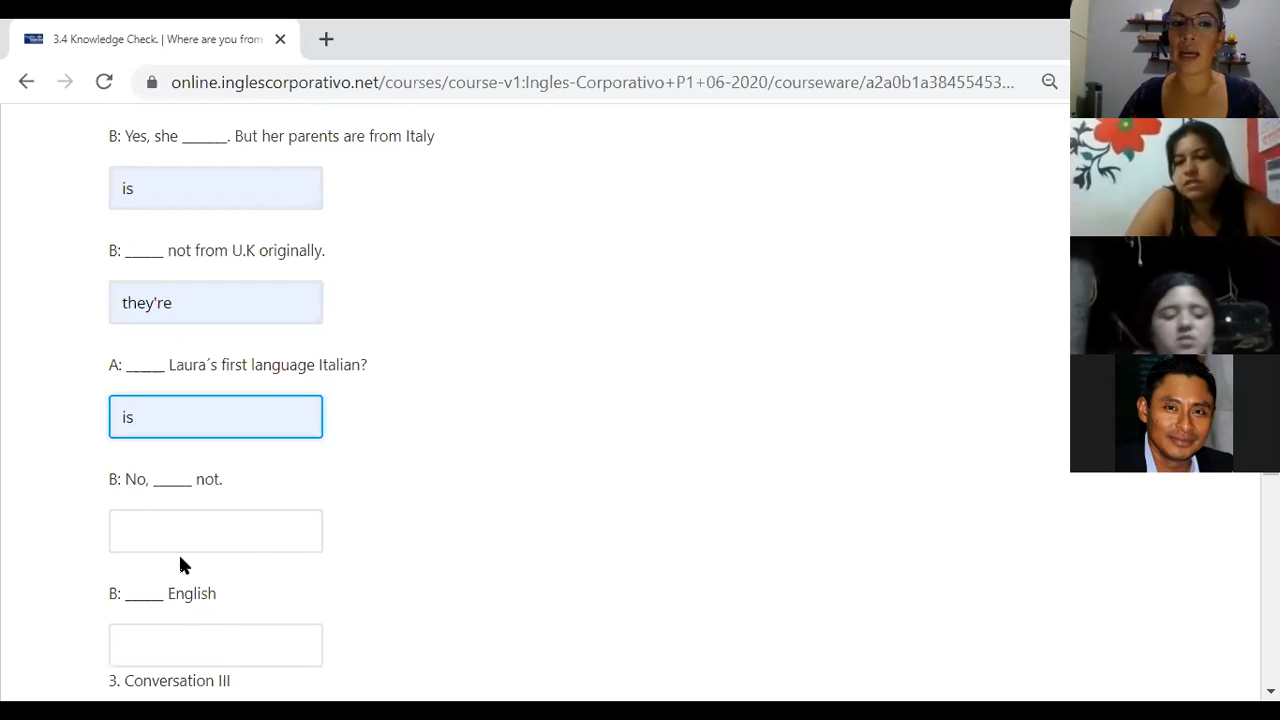 3.4 Knowledge Check. | Where are you from
online.inglescorporativo.net/courses/course-v1:Ingles-Corporativo+P1+06-2020/courseware/a2a0b1a38455453...
B: Yes, she ______. But her parents are from Italy
is
B: _____ not from U.K originally.
they're
A: _____ Laura´s first language Italian?
is
B: No, _____ not.
B: _____ English
3. Conversation III